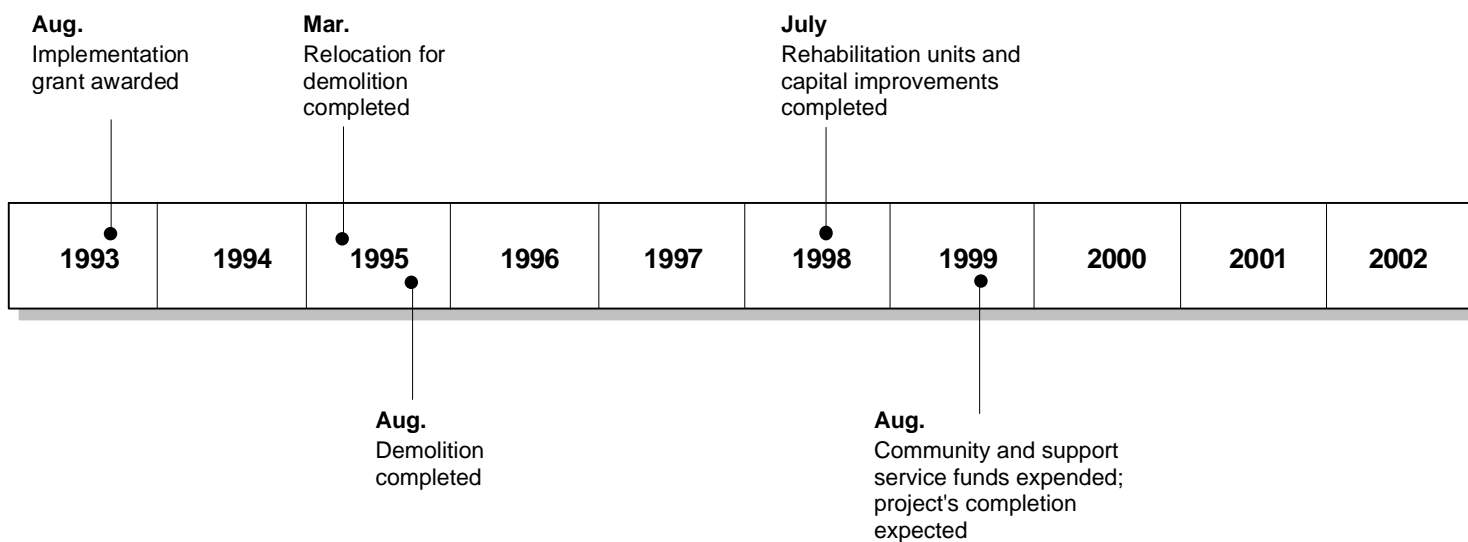 Aug.
Implementation
grant awarded
Mar.
Relocation for
demolition
completed
July
Rehabilitation units and
capital improvements
completed
1993 1994 1995 1996 1997 1998 1999 2000 2001 2002
Aug.
Demolition
completed
Aug.
Community and support
service funds expended;
project's completion
expected